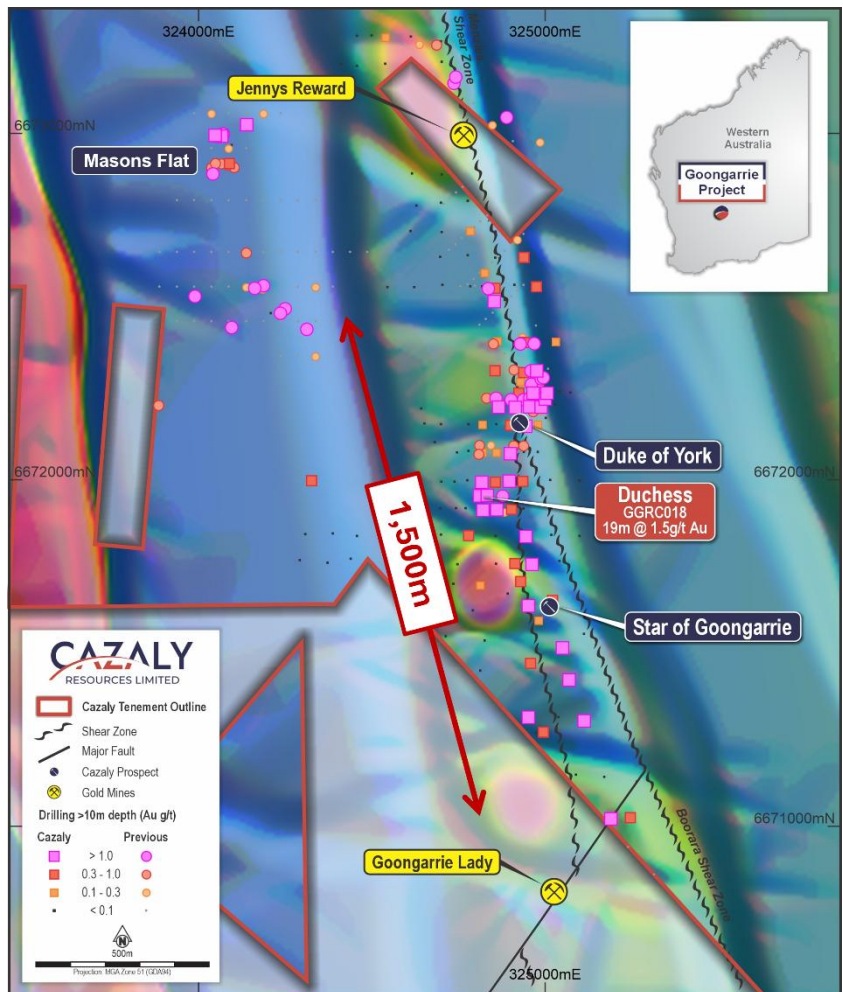 324000mE
325000mE
Boorara
Shear Zone
Jennys Reward
6673000mN
Masons Flat
Western
Australia
Goongarrie
Project
Duke of York
6672000mN
Duchess
GGRC018
19m @ 1.5g/t Au
1,500m
Star of Goongarrie
CAZALY
RESOURCES LIMITED
Cazaly Tenement Outline
Shear Zone
Major Fault
Cazaly Prospect
Gold Mines
Drilling >10m depth (Au g/t)
Cazaly Previous
> 1.0
0.3 - 1.0
0.1 - 0.3
< 0.1
N
500m
Projection: MGA Zone 51 (GDA94)
6671000mN
Boorara Shear Zone
Goongarrie Lady
325000mE